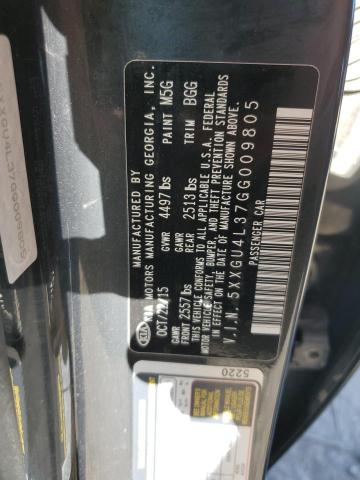 MANUFACTURED BY
KIA MOTORS MANUFACTURING GEORGIA, INC.
OCT/22/15 GVWR 4497 lbs PAINT M5G
GAWR FRONT 2557 lbs GAWR REAR 2513 lbs TRIM BGG
THIS VEHICLE CONFORMS TO ALL APPLICABLE U.S.A. FEDERAL
MOTOR VEHICLE SAFETY, BUMPER, AND THEFT PREVENTION
STANDARDS IN EFFECT ON THE DATE OF MANUFACTURE SHOWN ABOVE.
V.I.N. 5XXGU4L37GG009805
PASSENGER CAR
5220